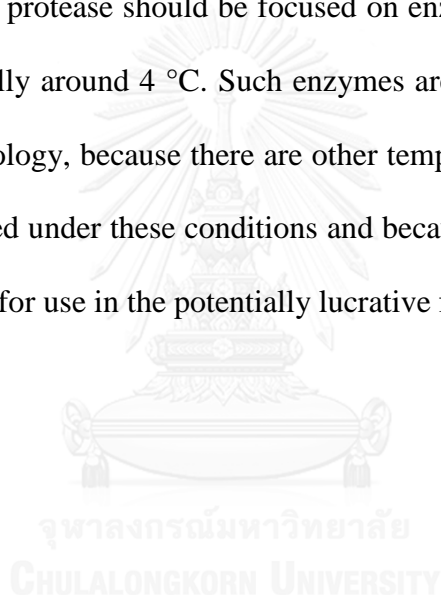 protease should be focused on enz
lly around 4 °C. Such enzymes are
ology, because there are other temp
ed under these conditions and beca
for use in the potentially lucrative
จุฬาลงกรณ์มหาวิทยาลัย
CHULALONGKORN UNIVERSITY